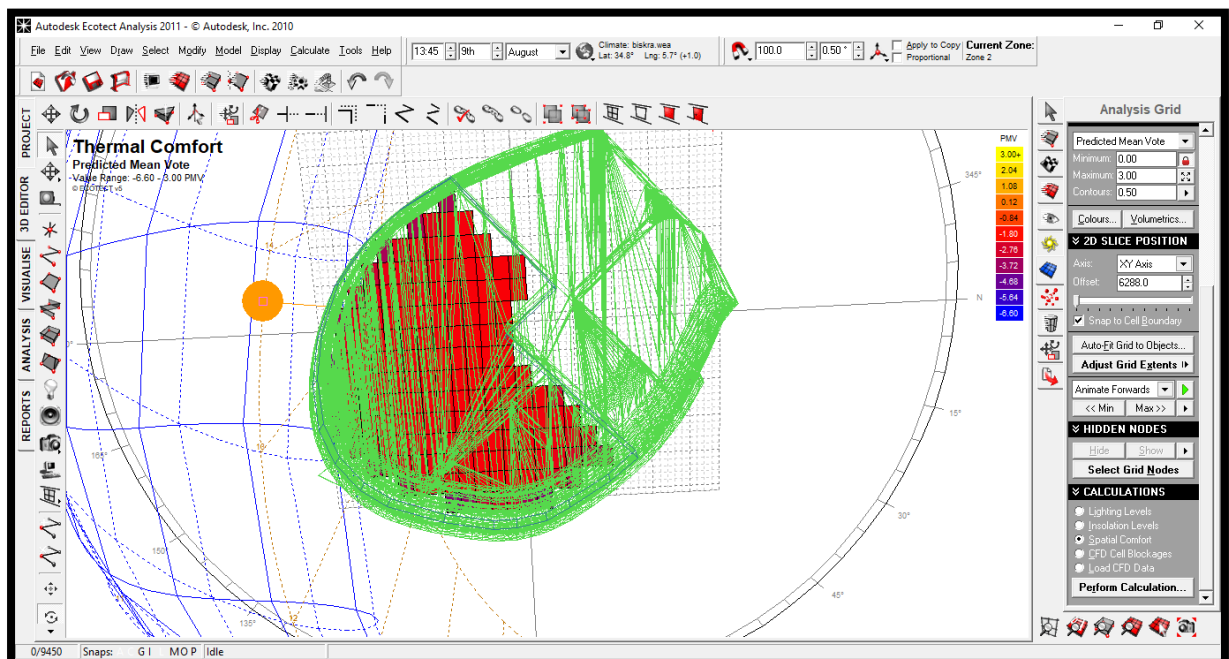 Autodesk Ecotect Analysis 2011 - © Autodesk, Inc. 2010
File Edit View Draw Select Modify Model Display Calculate Tools Help
13:45 9th August
Climate: biskra.wea
Lat: 34.8° Lng: 5.7° (+1.0)
100.0 0.50 °
Apply to Copy
Proportional
Current Zone:
Zone 2
PROJECT
3D EDITOR
VISUALISE
ANALYSIS
REPORTS
Thermal Comfort
Predicted Mean Vote
Value Range: -6.60 - 3.00 PMV
© ECOTECT v5
PMV
3.00+
2.04
1.08
0.12
-0.84
-1.80
-2.76
-3.72
-4.68
-5.64
-6.60
345°
N
15°
30°
45°
135°
150°
165°
14
16
12
Analysis Grid
Predicted Mean Vote
Minimum: 0.00
Maximum: 3.00
Contours: 0.50
Colours... Volumetrics...
2D SLICE POSITION
Axis: XY Axis
Offset: 6288.0
Snap to Cell Boundary
Auto-Fit Grid to Objects...
Adjust Grid Extents
Animate Forwards
<< Min Max >>
HIDDEN NODES
Hide Show
Select Grid Nodes
CALCULATIONS
Lighting Levels
Insolation Levels
Spatial Comfort
CFD Cell Blockages
Load CFD Data
Perform Calculation...
0/9450 Snaps: G I M O P Idle